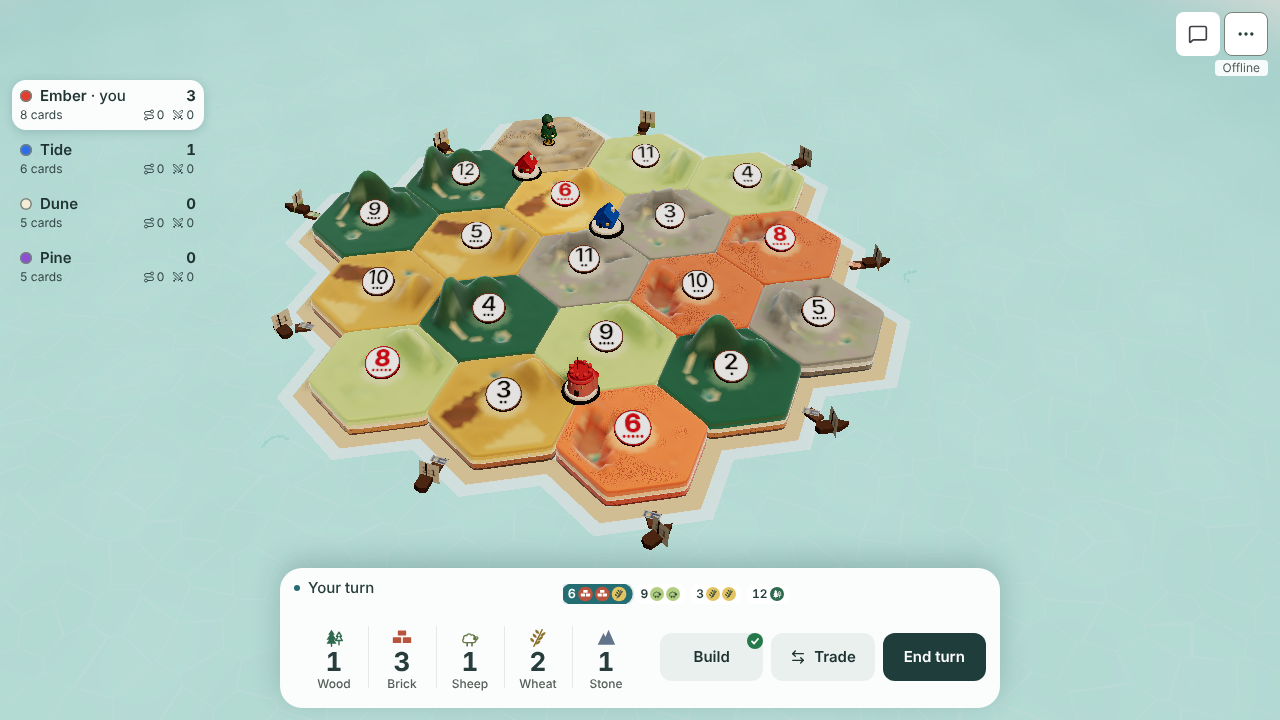 Offline
Ember · you 3
8 cards 0 0
Tide 1
6 cards 0 0
Dune 0
5 cards 0 0
Pine 0
5 cards 0 0
11
12
4
6
9
3
5
8
11
10
10
4
5
9
8
2
3
6
Your turn
6 9 3 12
1 3 1 2 1
Wood Brick Sheep Wheat Stone
Build Trade End turn